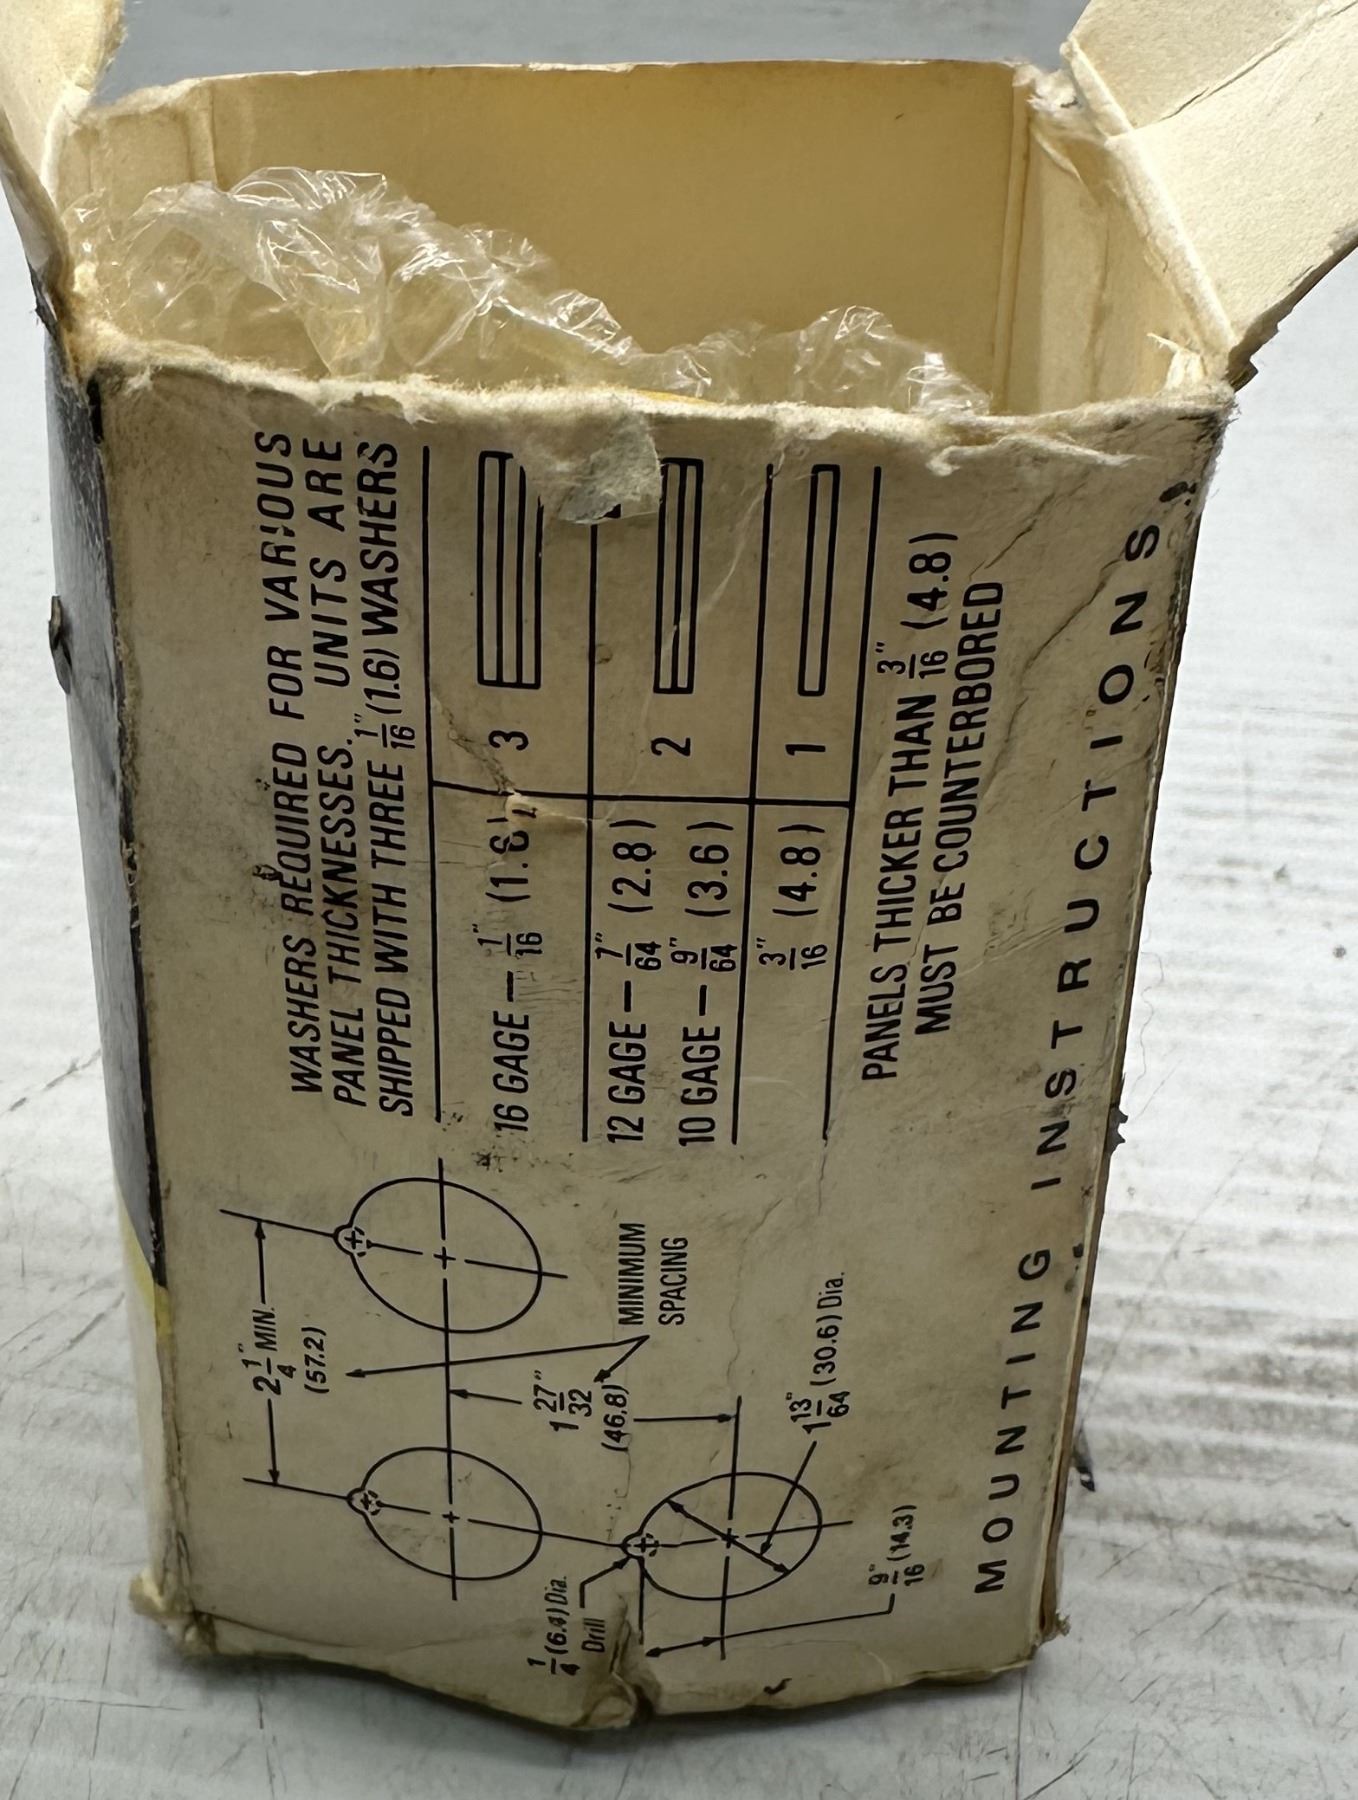 WASHERS REQUIRED FOR VARIOUS
PANEL THICKNESSES. UNITS ARE
SHIPPED WITH THREE 1/16" (1.6) WASHERS
16 GAGE — 1/16" (1.6) 3
12 GAGE — 7/64" (2.8)
10 GAGE — 9/64" (3.6) 2
3/16" (4.8) 1
PANELS THICKER THAN 3/16" (4.8)
MUST BE COUNTERBORED
2 1/4" MIN.
(57.2)
1 27/32"
(46.8)
MINIMUM
SPACING
1/4 (6.4) Dia.
Drill
1 13/64" (30.6) Dia.
9/16" (14.3)
MOUNTING INSTRUCTIONS